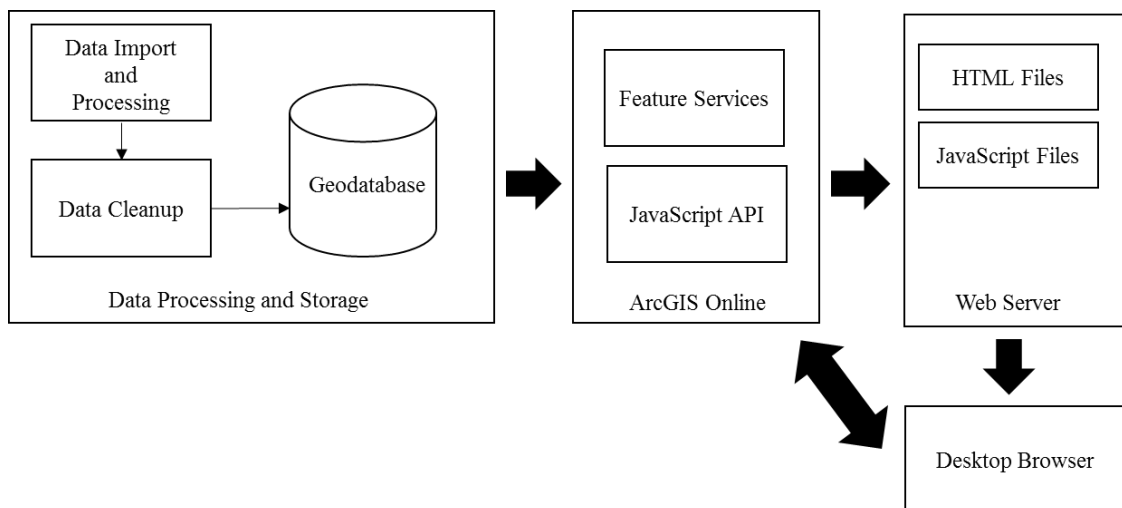 Data Import
and
Processing
Data Cleanup
Geodatabase
Data Processing and Storage
Feature Services
JavaScript API
ArcGIS Online
HTML Files
JavaScript Files
Web Server
Desktop Browser